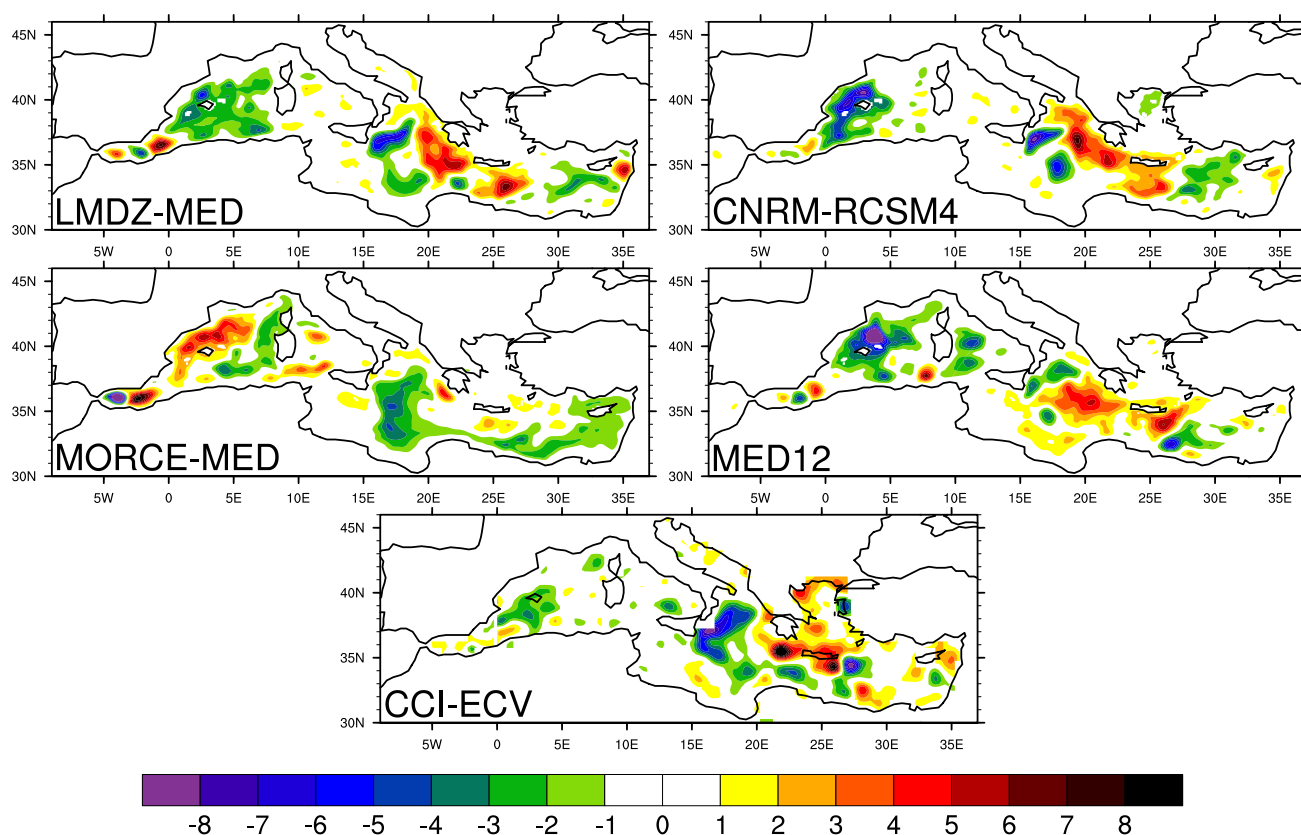 45N 45N
40N 40N
35N 35N
LMDZ-MED CNRM-RCSM4
30N 30N
5W 0 5E 10E 15E 20E 25E 30E 35E 5W 0 5E 10E 15E 20E 25E 30E 35E
45N 45N
40N 40N
35N 35N
MORCE-MED MED12
30N 30N
5W 0 5E 10E 15E 20E 25E 30E 35E 5W 0 5E 10E 15E 20E 25E 30E 35E
45N
40N
35N
CCI-ECV
30N
5W 0 5E 10E 15E 20E 25E 30E 35E
-8 -7 -6 -5 -4 -3 -2 -1 0 1 2 3 4 5 6 7 8